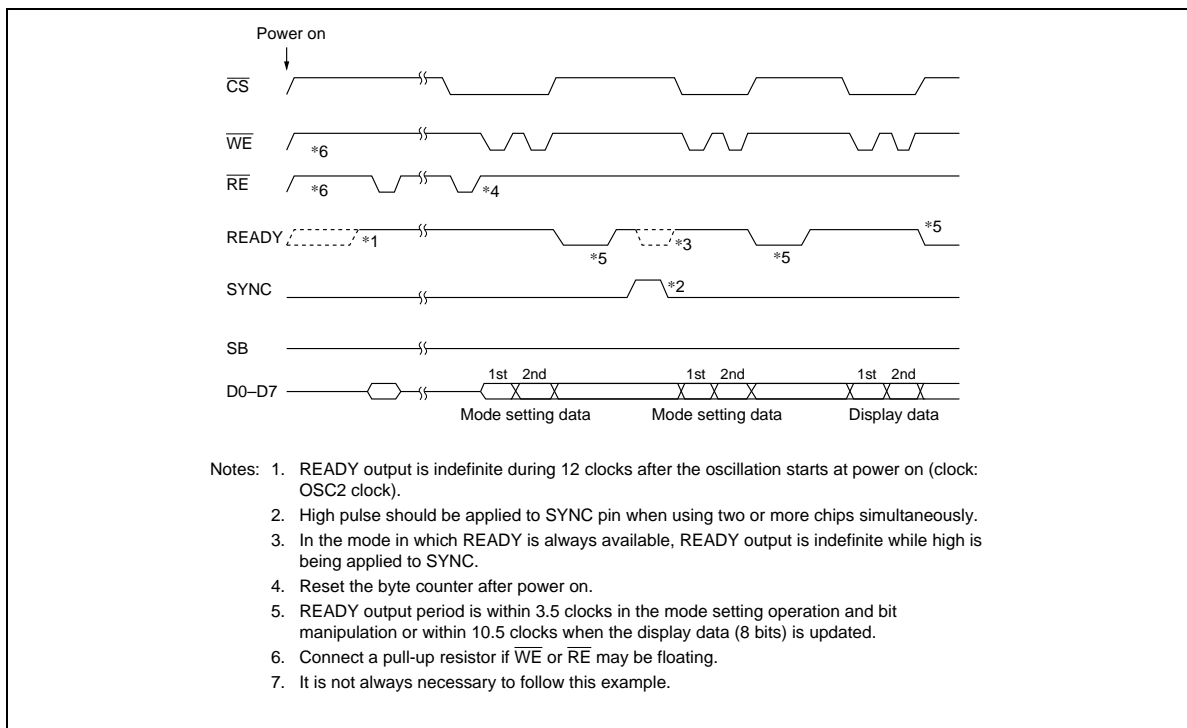 Power on
C̅S̅
W̅E̅ *6
R̅E̅ *6 *4
READY *1 *5 *3 *5 *5
SYNC *2
SB
D0–D7 1st 2nd 1st 2nd 1st 2nd
Mode setting data Mode setting data Display data
Notes: 1. READY output is indefinite during 12 clocks after the oscillation starts at power on (clock:
OSC2 clock).
2. High pulse should be applied to SYNC pin when using two or more chips simultaneously.
3. In the mode in which READY is always available, READY output is indefinite while high is
being applied to SYNC.
4. Reset the byte counter after power on.
5. READY output period is within 3.5 clocks in the mode setting operation and bit
manipulation or within 10.5 clocks when the display data (8 bits) is updated.
6. Connect a pull-up resistor if W̅E̅ or R̅E̅ may be floating.
7. It is not always necessary to follow this example.